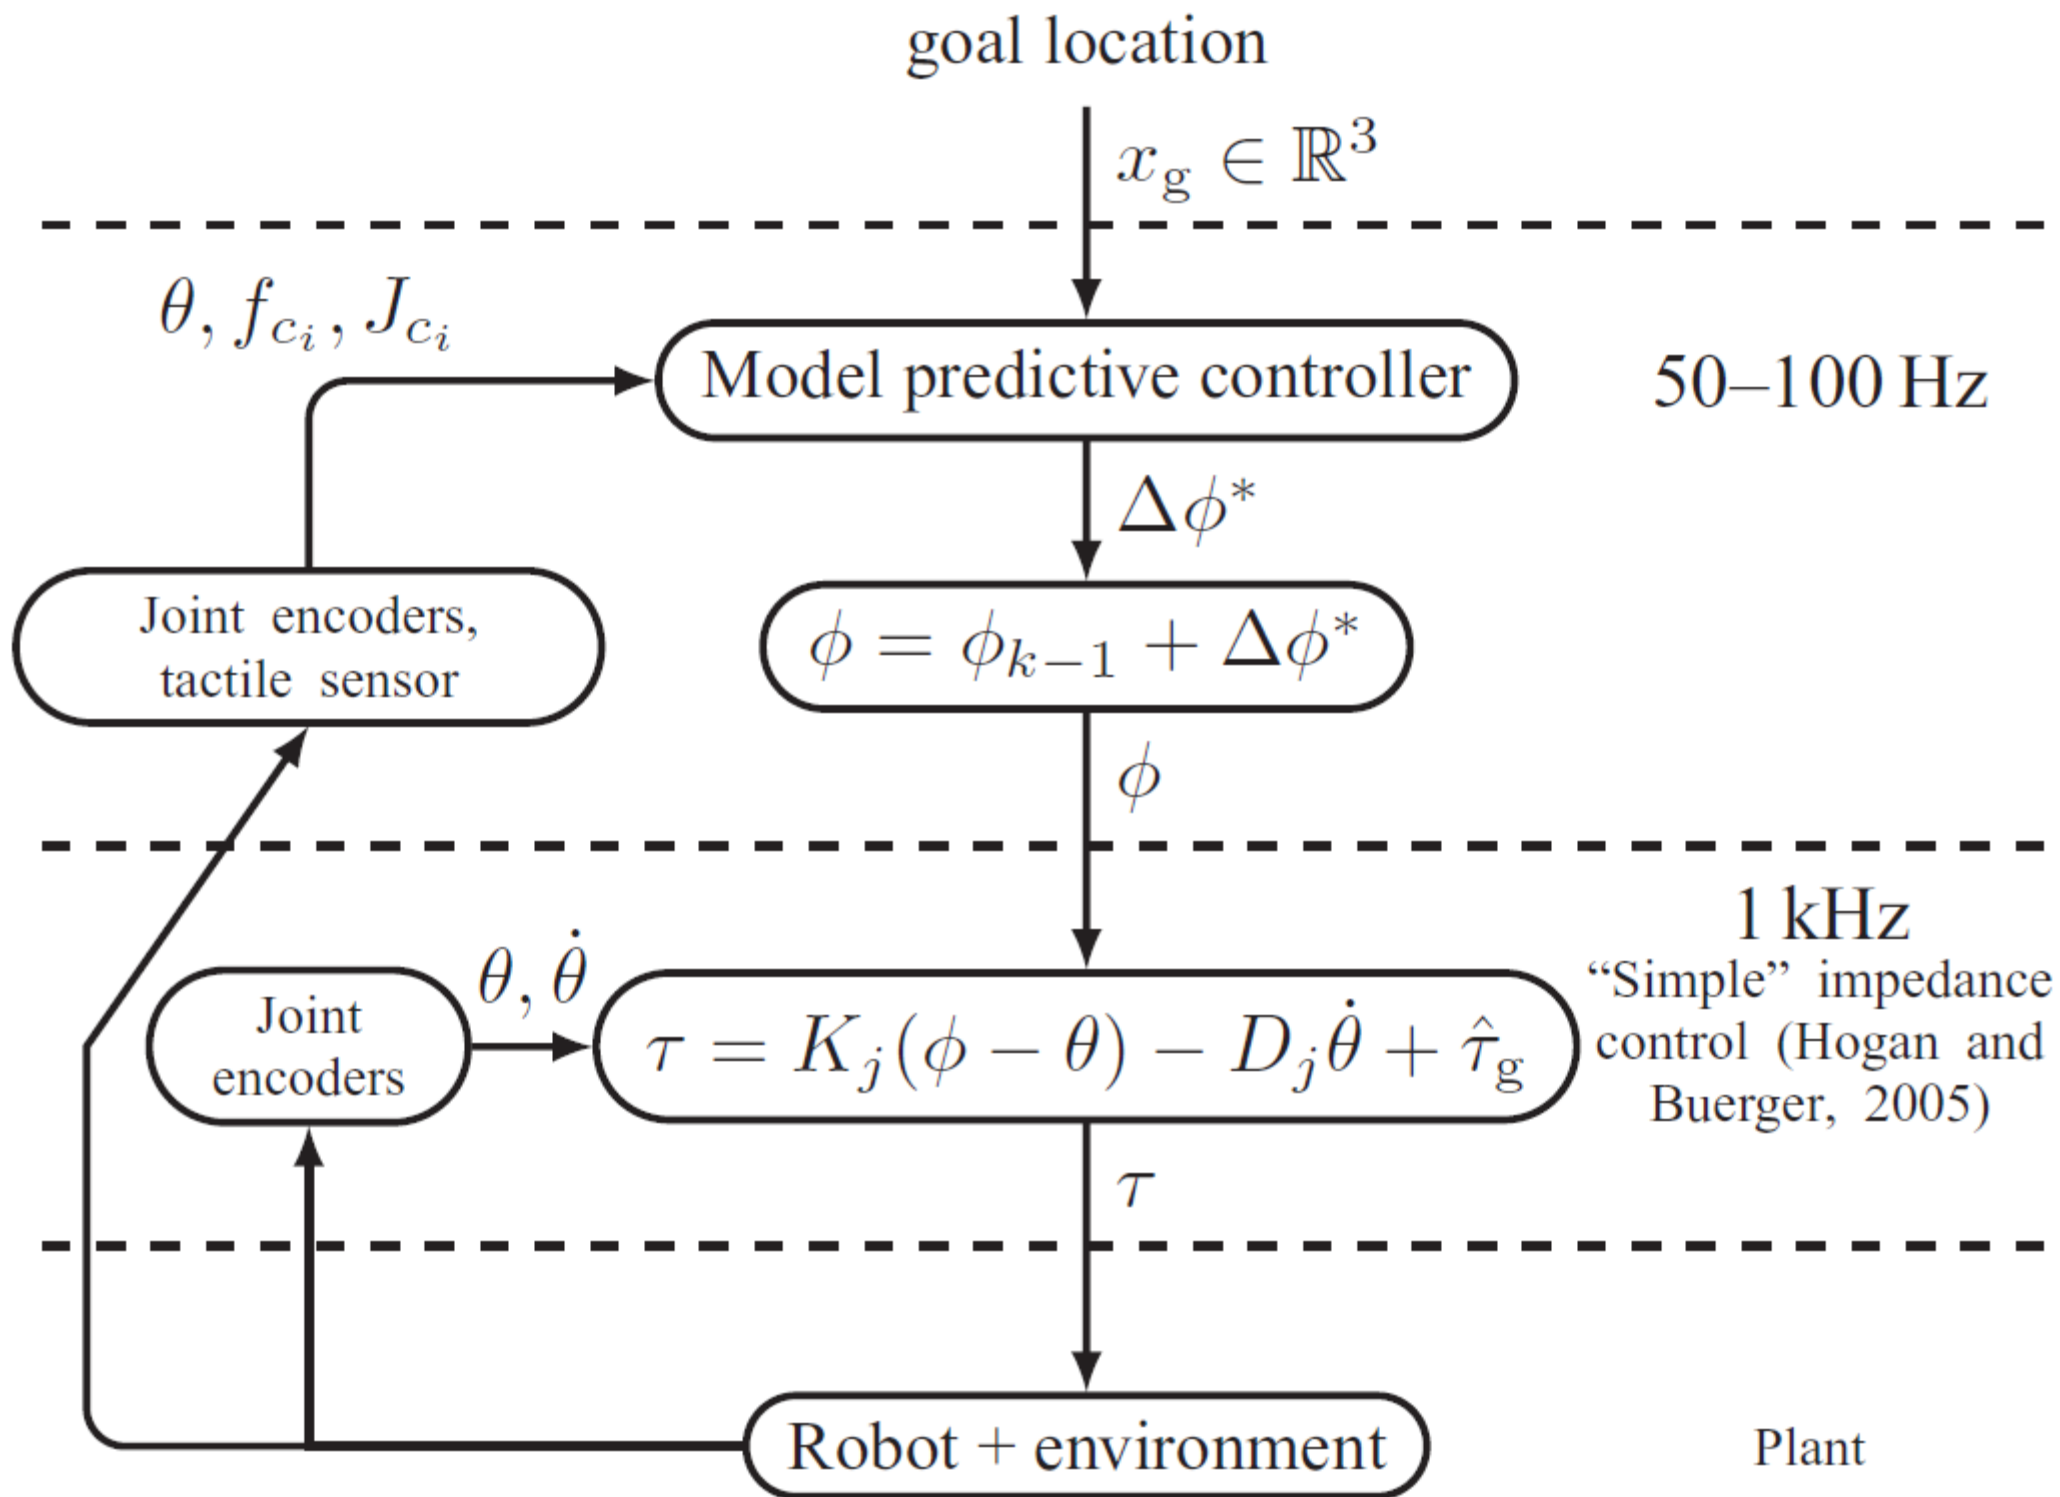 goal location
x_g ∈ ℝ³
θ, f_{c_i}, J_{c_i}
Model predictive controller
50–100 Hz
Δϕ*
Joint encoders,
tactile sensor
ϕ = ϕ_{k−1} + Δϕ*
ϕ
1 kHz
“Simple” impedance
control (Hogan and
Buerger, 2005)
θ, θ̇
Joint
encoders
τ = K_j(ϕ − θ) − D_jθ̇ + τ̂_g
τ
Robot + environment
Plant